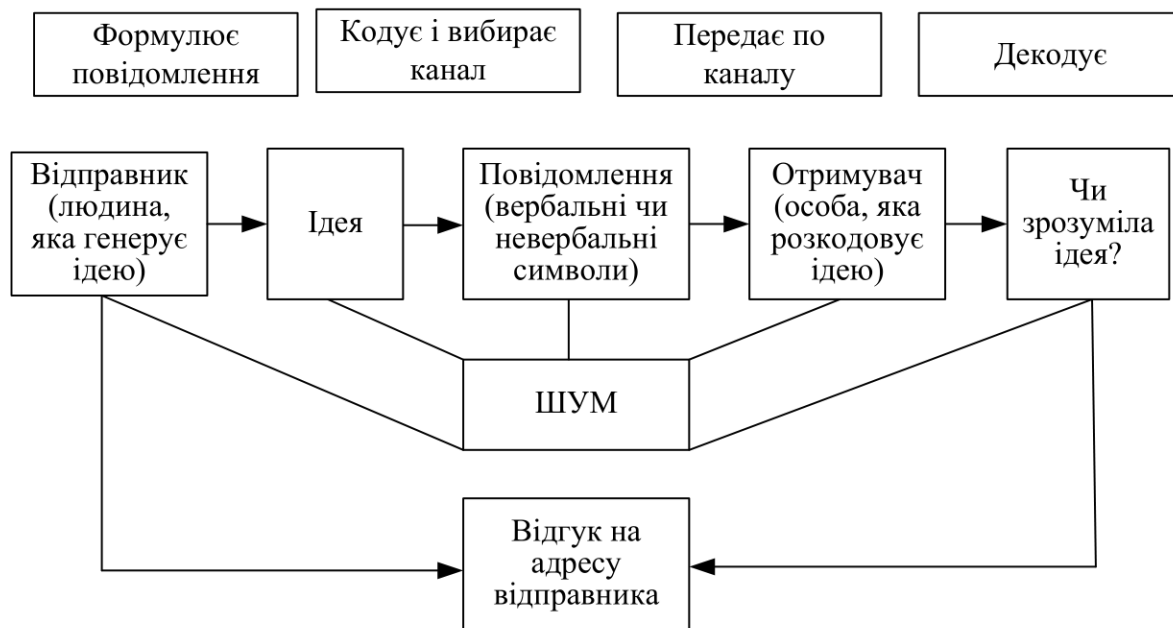 Формулює
повідомлення
Кодує і вибирає
канал
Передає по
каналу
Декодує
Відправник
(людина,
яка генерує
ідею)
Ідея
Повідомлення
(вербальні чи
невербальні
символи)
Отримувач
(особа, яка
розкодовує
ідею)
Чи
зрозуміла
ідея?
ШУМ
Відгук на
адресу
відправника